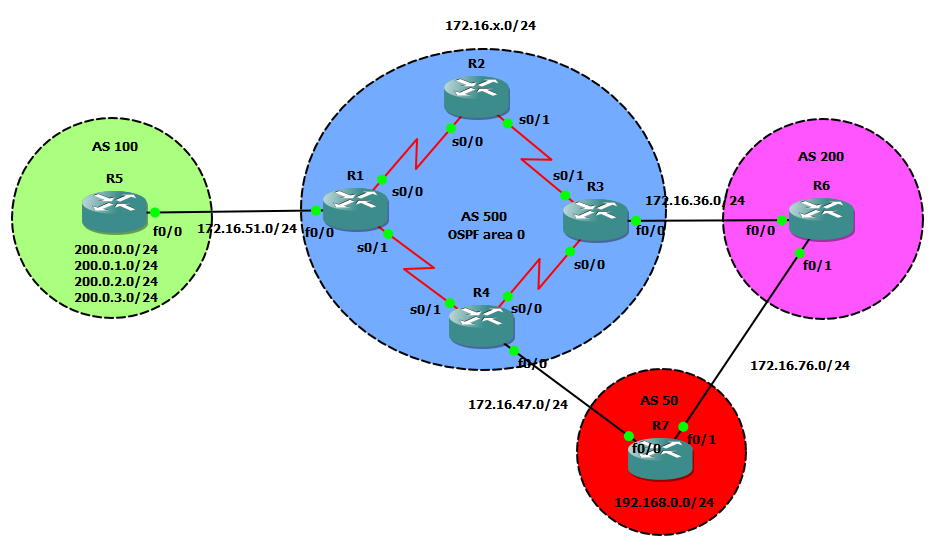 172.16.x.0/24
R2
s0/0
s0/1
AS 100
R5
f0/0
200.0.0.0/24
200.0.1.0/24
200.0.2.0/24
200.0.3.0/24
172.16.51.0/24
R1
f0/0
s0/0
s0/1
AS 500
OSPF area 0
s0/1
R3
f0/0
s0/0
172.16.36.0/24
AS 200
R6
f0/0
f0/1
R4
s0/1
s0/0
f0/0
172.16.47.0/24
172.16.76.0/24
AS 50
R7
f0/0
f0/1
192.168.0.0/24